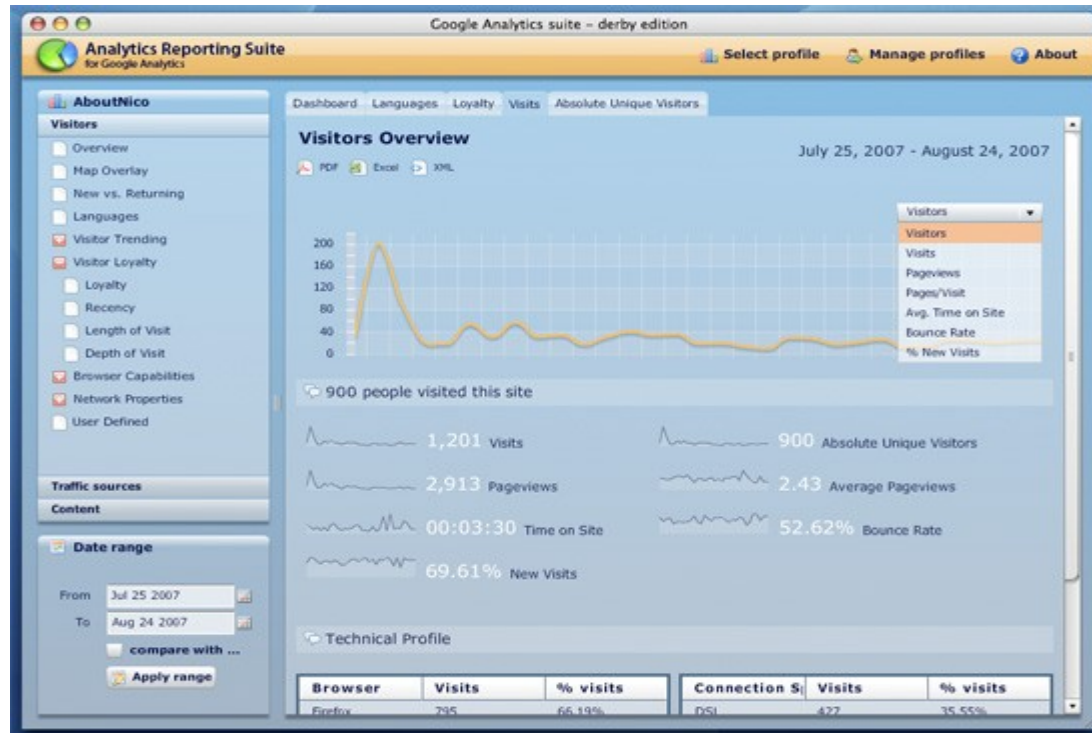 Google Analytics suite – derby edition
Analytics Reporting Suite
for Google Analytics
Select profile
Manage profiles
About
AboutNico
Visitors
Overview
Map Overlay
New vs. Returning
Languages
Visitor Trending
Visitor Loyalty
Loyalty
Recency
Length of Visit
Depth of Visit
Browser Capabilities
Network Properties
User Defined
Traffic sources
Content
Date range
From Jul 25 2007
To Aug 24 2007
compare with ...
Apply range
Dashboard Languages Loyalty Visits Absolute Unique Visitors
Visitors Overview
July 25, 2007 - August 24, 2007
PDF Excel XML
Visitors
Visitors
Visits
Pageviews
Pages/Visit
Avg. Time on Site
Bounce Rate
% New Visits
200
160
120
80
40
0
900 people visited this site
1,201 Visits
900 Absolute Unique Visitors
2,913 Pageviews
2.43 Average Pageviews
00:03:30 Time on Site
52.62% Bounce Rate
69.61% New Visits
Technical Profile
Browser Visits % visits
Firefox 795 66.19%
Connection S Visits % visits
DSL 427 35.55%